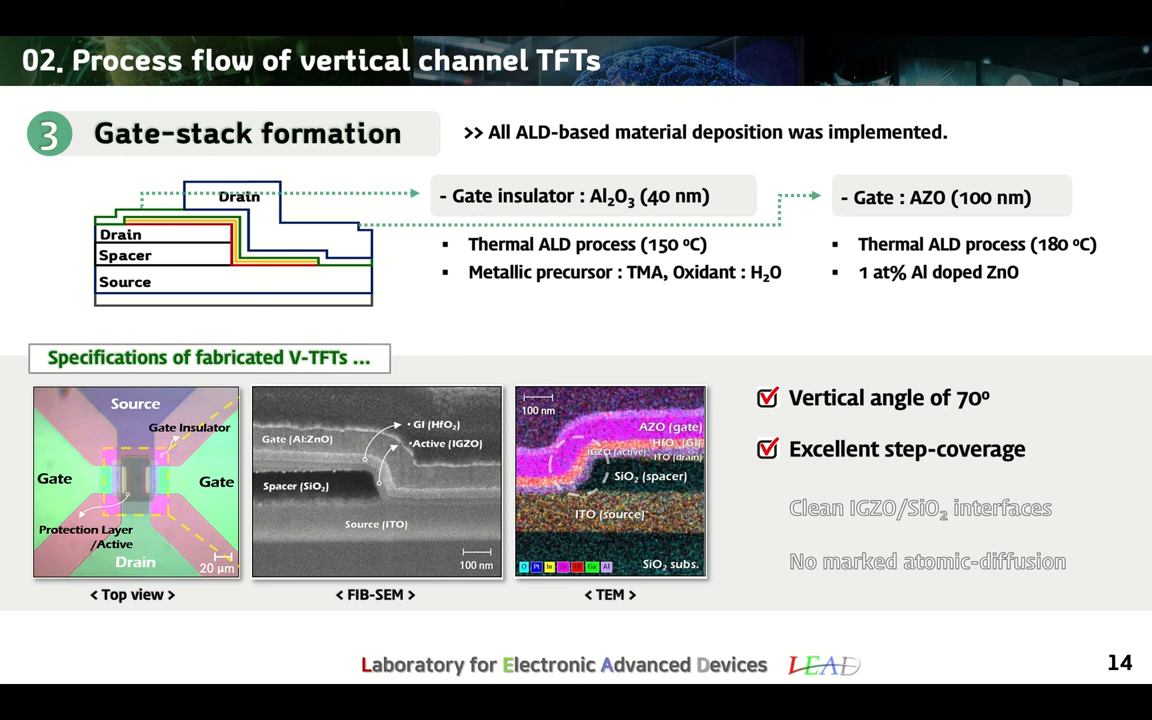 02. Process flow of vertical channel TFTs
3
Gate-stack formation
>> All ALD-based material deposition was implemented.
Drain
Drain
Spacer
Source
- Gate insulator : Al₂O₃ (40 nm)
▪ Thermal ALD process (150 ºC)
▪ Metallic precursor : TMA, Oxidant : H₂O
- Gate : AZO (100 nm)
▪ Thermal ALD process (180 ºC)
▪ 1 at% Al doped ZnO
Specifications of fabricated V-TFTs ...
Source
Gate Insulator
Gate
Gate
Protection Layer
/Active
Drain
20 µm
< Top view >
• GI (HfO₂)
•Active (IGZO)
Gate (Al:ZnO)
Spacer (SiO₂)
Source (ITO)
100 nm
< FIB-SEM >
100 nm
AZO (gate)
HfO₂ (GI)
IGZO (active)
ITO (drain)
SiO₂ (spacer)
ITO (source)
SiO₂ subs.
O Pt In Zn Hf Ga Al
< TEM >
Vertical angle of 70º
Excellent step-coverage
Clean IGZO/SiO₂ interfaces
No marked atomic-diffusion
Laboratory for Electronic Advanced Devices
LEAD
14